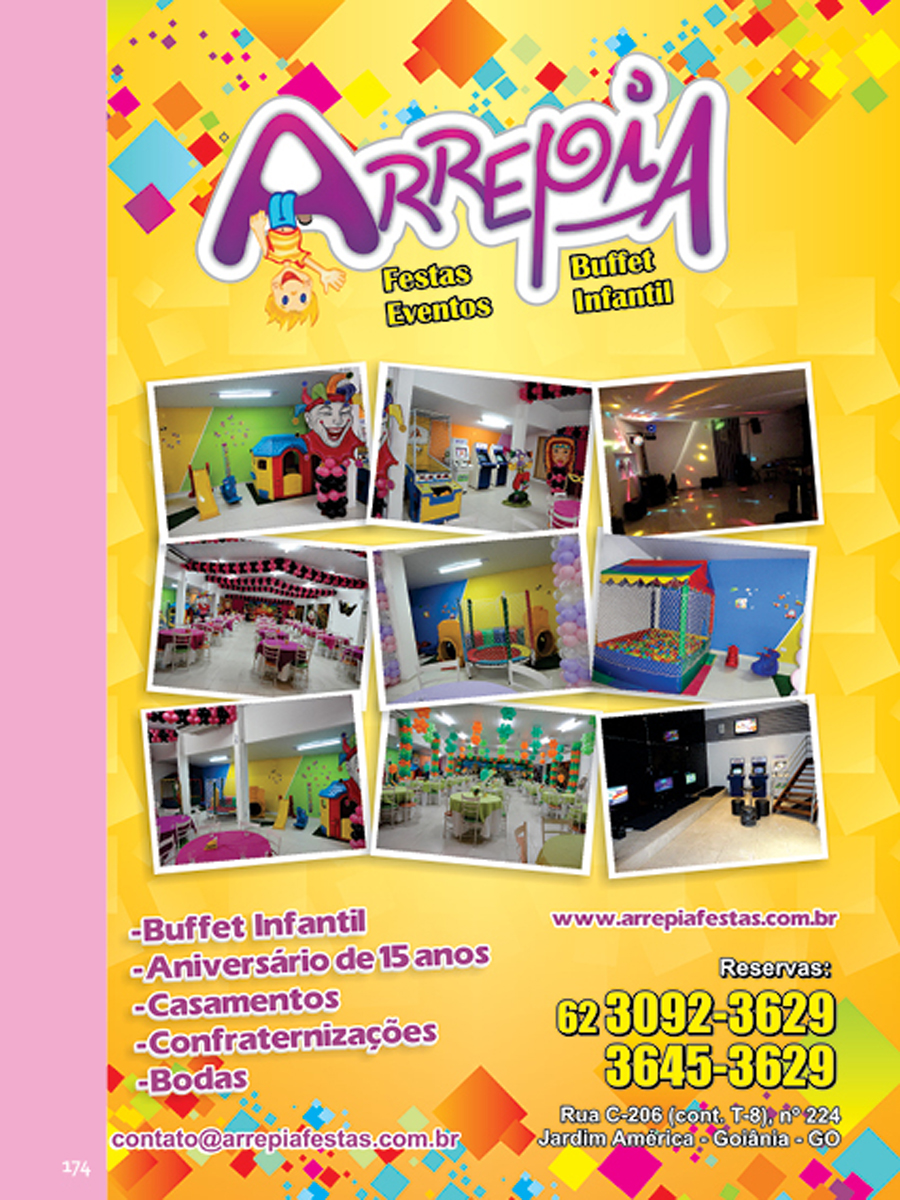 ARREPIA
Festas
Eventos
Buffet
Infantil
-Buffet Infantil
-Aniversário de 15 anos
-Casamentos
-Confraternizações
-Bodas
contato@arrepiafestas.com.br
www.arrepiafestas.com.br
Reservas:
62 3092-3629
3645-3629
Rua C-206 (cont. T-8), nº 224
Jardim América - Goiânia - GO
174